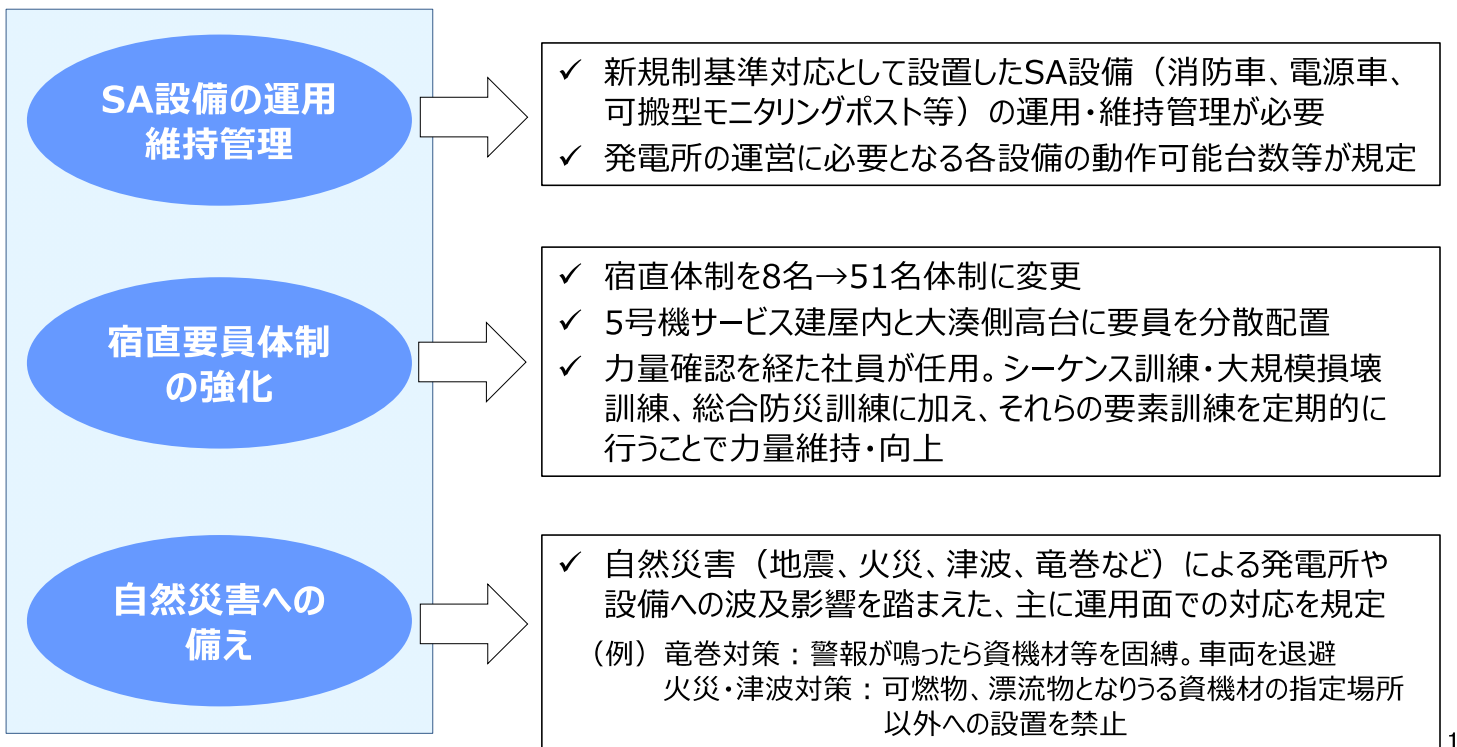 SA設備の運用
維持管理
✓ 新規制基準対応として設置したSA設備（消防車、電源車、
可搬型モニタリングポスト等）の運用・維持管理が必要
✓ 発電所の運営に必要となる各設備の動作可能台数等が規定
宿直要員体制
の強化
✓ 宿直体制を8名→51名体制に変更
✓ 5号機サービス建屋内と大湊側高台に要員を分散配置
✓ 力量確認を経た社員が任用。シーケンス訓練・大規模損壊
訓練、総合防災訓練に加え、それらの要素訓練を定期的に
行うことで力量維持・向上
自然災害への
備え
✓ 自然災害（地震、火災、津波、竜巻など）による発電所や
設備への波及影響を踏まえた、主に運用面での対応を規定
（例）竜巻対策：警報が鳴ったら資機材等を固縛。車両を退避
火災・津波対策：可燃物、漂流物となりうる資機材の指定場所
以外への設置を禁止
1